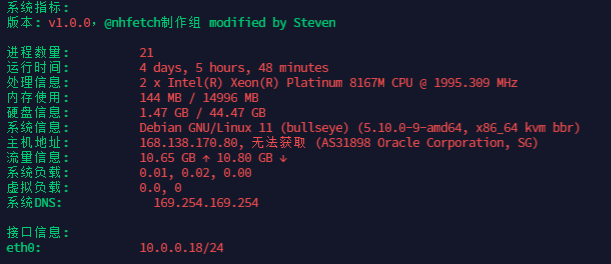 系统指标:
版本: v1.0.0，@nhfetch制作组 modified by Steven
进程数量: 21
运行时间: 4 days, 5 hours, 48 minutes
处理信息: 2 x Intel(R) Xeon(R) Platinum 8167M CPU @ 1995.309 MHz
内存使用: 144 MB / 14996 MB
硬盘信息: 1.47 GB / 44.47 GB
系统信息: Debian GNU/Linux 11 (bullseye) (5.10.0-9-amd64, x86_64 kvm bbr)
主机地址: 168.138.170.80, 无法获取 (AS31898 Oracle Corporation, SG)
流量信息: 10.65 GB ↑ 10.80 GB ↓
系统负载: 0.01, 0.02, 0.00
虚拟负载: 0.0, 0
系统DNS: 169.254.169.254
接口信息:
eth0: 10.0.0.18/24